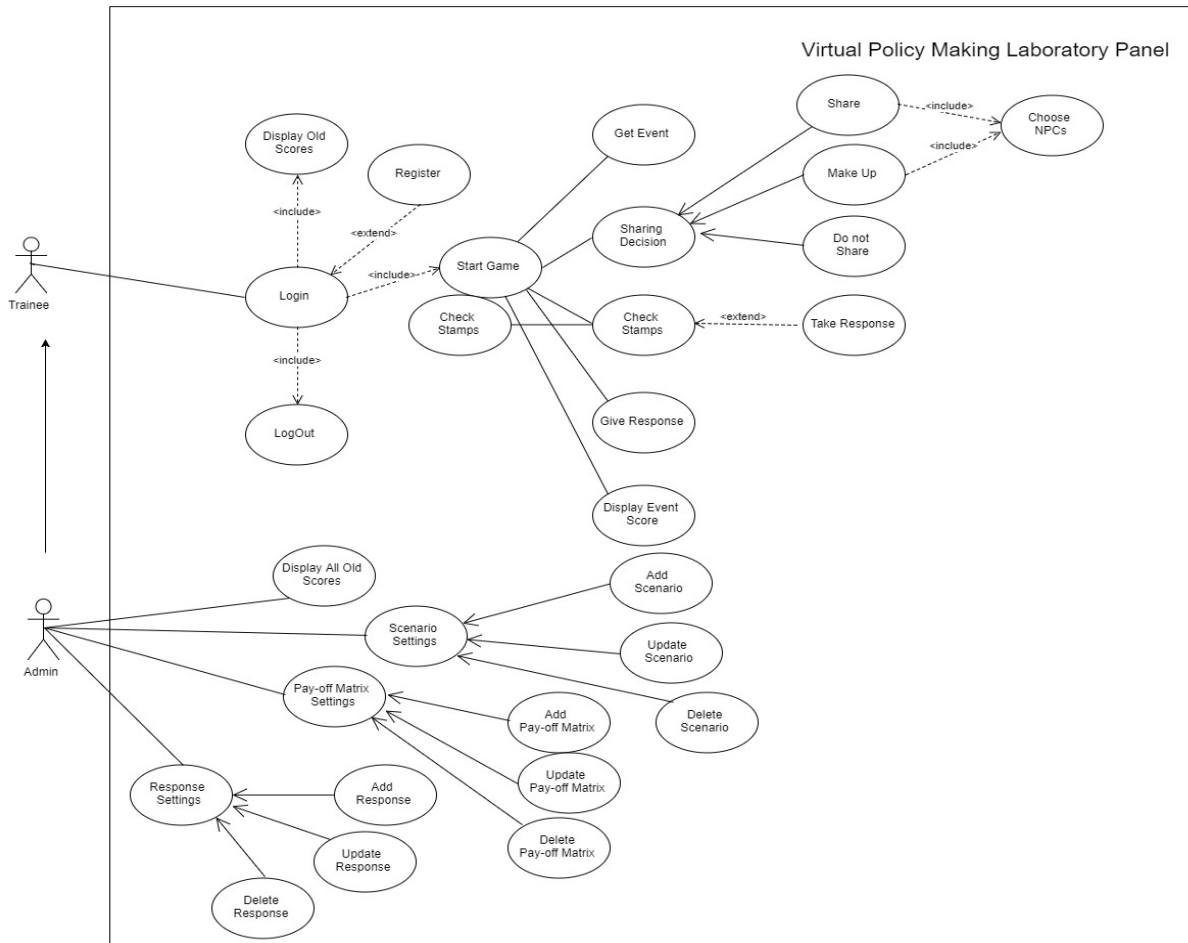 Virtual Policy Making Laboratory Panel
Share
<include>
Choose
NPCs
Display Old
Scores
Get Event
<include>
Register
Make Up
<include>
<extend>
Sharing
Decision
Do not
Share
Start Game
<include>
Trainee
Login
Check
Stamps
Check
Stamps
<extend>
Take Response
<include>
LogOut
Give Response
Display Event
Score
Display All Old
Scores
Add
Scenario
Scenario
Settings
Update
Scenario
Admin
Pay-off Matrix
Settings
Add
Pay-off Matrix
Delete
Scenario
Response
Settings
Add
Response
Update
Pay-off Matrix
Update
Response
Delete
Pay-off Matrix
Delete
Response